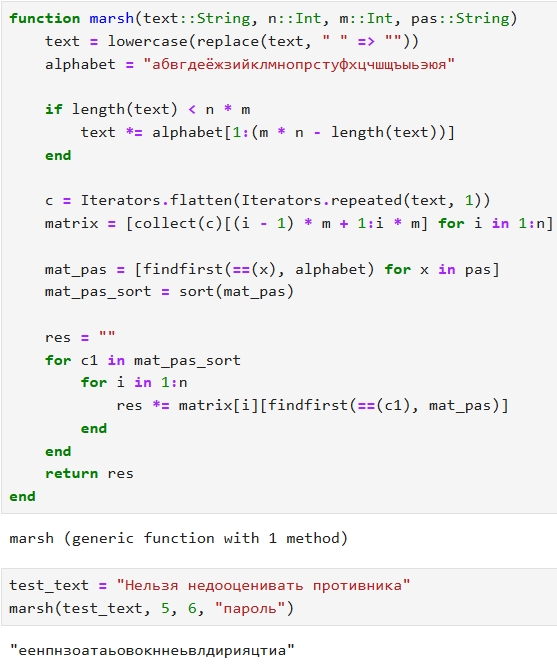 function marsh(text::String, n::Int, m::Int, pas::String)
    text = lowercase(replace(text, " " => ""))
    alphabet = "абвгдеёжзийклмнопрстуфхцчшщъыьэюя"

    if length(text) < n * m
        text *= alphabet[1:(m * n - length(text))]
    end

    c = Iterators.flatten(Iterators.repeated(text, 1))
    matrix = [collect(c)[(i - 1) * m + 1:i * m] for i in 1:n]

    mat_pas = [findfirst(==(x), alphabet) for x in pas]
    mat_pas_sort = sort(mat_pas)

    res = ""
    for c1 in mat_pas_sort
        for i in 1:n
            res *= matrix[i][findfirst(==(c1), mat_pas)]
        end
    end
    return res
end
marsh (generic function with 1 method)
test_text = "Нельзя недооценивать противника"
marsh(test_text, 5, 6, "пароль")
"еенпнзоатаьовокннеьвлдирияцтиа"